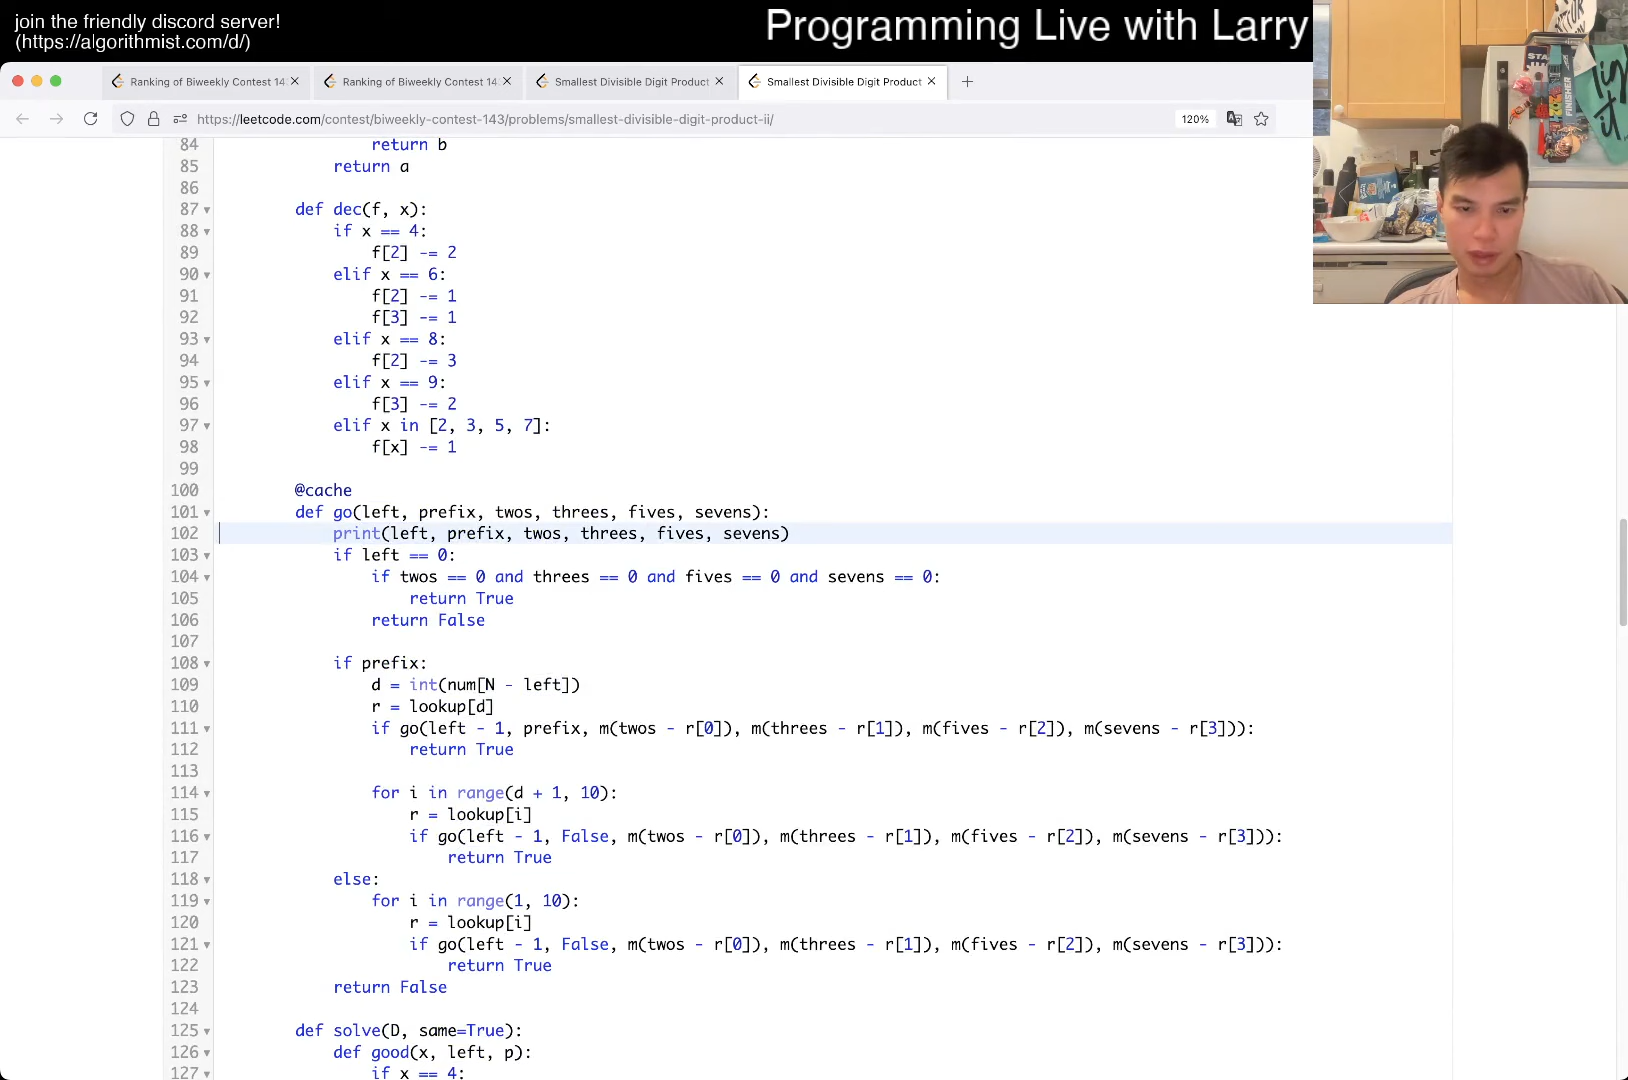 join the friendly discord server!
(https://algorithmist.com/d/)
Programming Live with Larry
Ranking of Biweekly Contest 14
Ranking of Biweekly Contest 14
Smallest Divisible Digit Product
Smallest Divisible Digit Product
https://leetcode.com/contest/biweekly-contest-143/problems/smallest-divisible-digit-product-ii/
120%
84 return b
85 return a
86
87 def dec(f, x):
88 if x == 4:
89 f[2] -= 2
90 elif x == 6:
91 f[2] -= 1
92 f[3] -= 1
93 elif x == 8:
94 f[2] -= 3
95 elif x == 9:
96 f[3] -= 2
97 elif x in [2, 3, 5, 7]:
98 f[x] -= 1
99
100 @cache
101 def go(left, prefix, twos, threes, fives, sevens):
102 print(left, prefix, twos, threes, fives, sevens)
103 if left == 0:
104 if twos == 0 and threes == 0 and fives == 0 and sevens == 0:
105 return True
106 return False
107
108 if prefix:
109 d = int(num[N - left])
110 r = lookup[d]
111 if go(left - 1, prefix, m(twos - r[0]), m(threes - r[1]), m(fives - r[2]), m(sevens - r[3])):
112 return True
113
114 for i in range(d + 1, 10):
115 r = lookup[i]
116 if go(left - 1, False, m(twos - r[0]), m(threes - r[1]), m(fives - r[2]), m(sevens - r[3])):
117 return True
118 else:
119 for i in range(1, 10):
120 r = lookup[i]
121 if go(left - 1, False, m(twos - r[0]), m(threes - r[1]), m(fives - r[2]), m(sevens - r[3])):
122 return True
123 return False
124
125 def solve(D, same=True):
126 def good(x, left, p):
127 if x == 4: